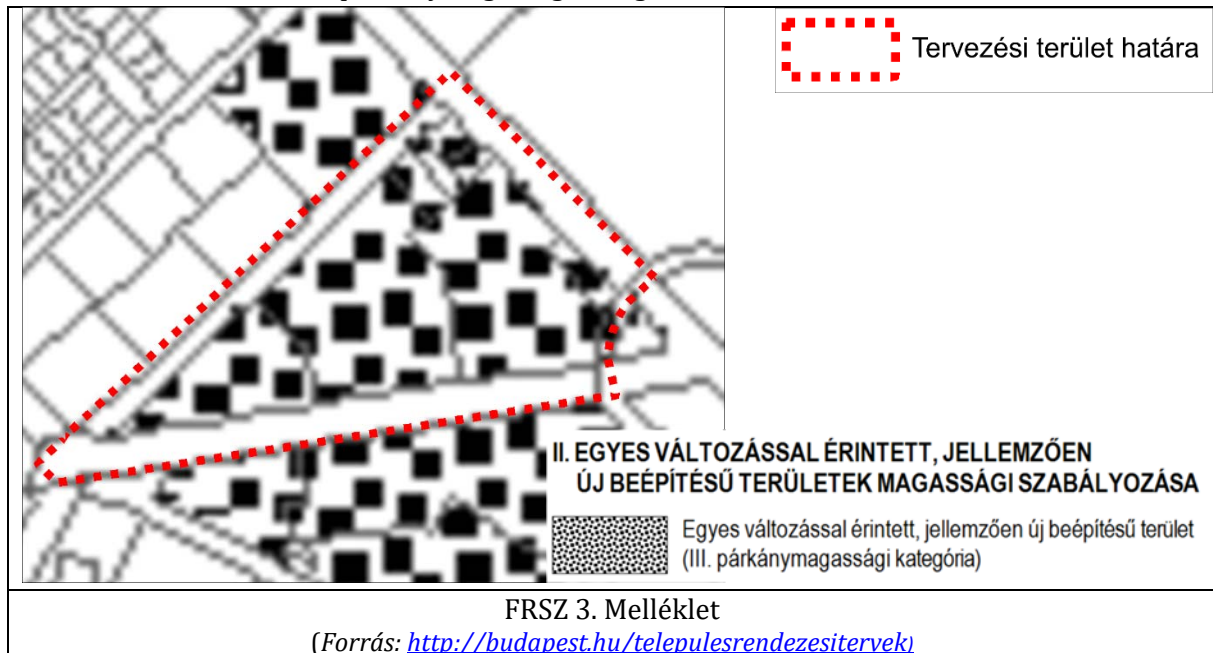 Tervezési terület határa
II. EGYES VÁLTOZÁSSAL ÉRINTETT, JELLEMZŐEN
ÚJ BEÉPÍTÉSŰ TERÜLETEK MAGASSÁGI SZABÁLYOZÁSA
Egyes változással érintett, jellemzően új beépítésű terület
(III. párkánymagassági kategória)
FRSZ 3. Melléklet
(Forrás: http://budapest.hu/telepulesrendezesitervek)